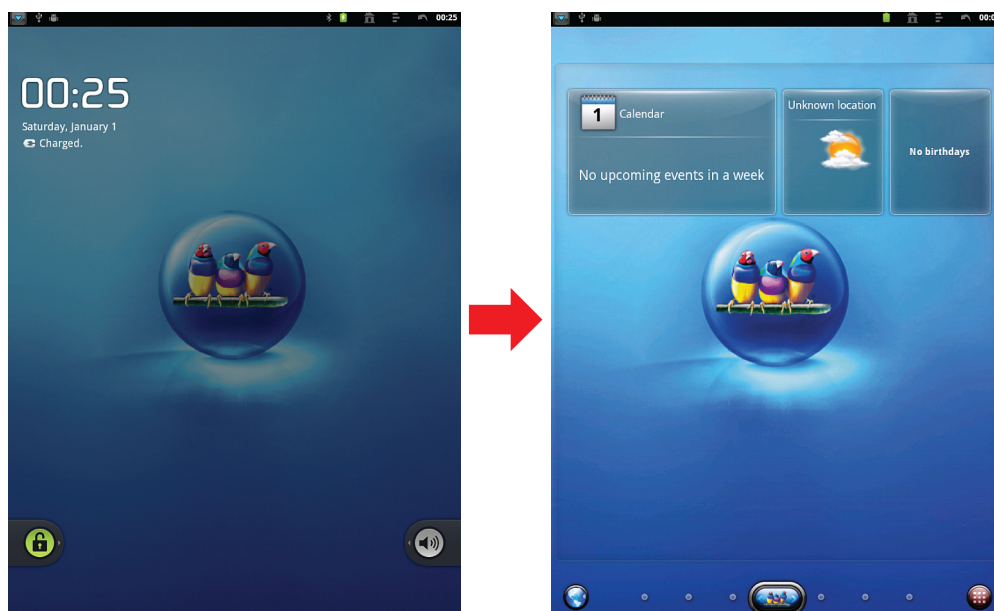 00:25
00:25
Saturday, January 1
Charged.
1
Calendar
No upcoming events in a week
Unknown location
No birthdays